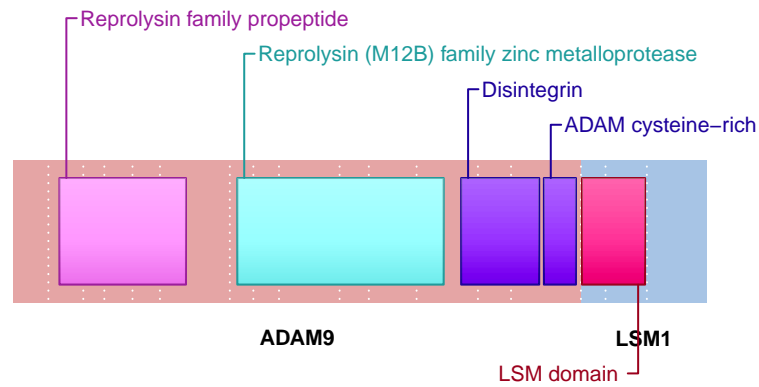 Reprolysin family propeptide
Reprolysin (M12B) family zinc metalloprotease
Disintegrin
ADAM cysteine−rich
ADAM9
LSM1
LSM domain